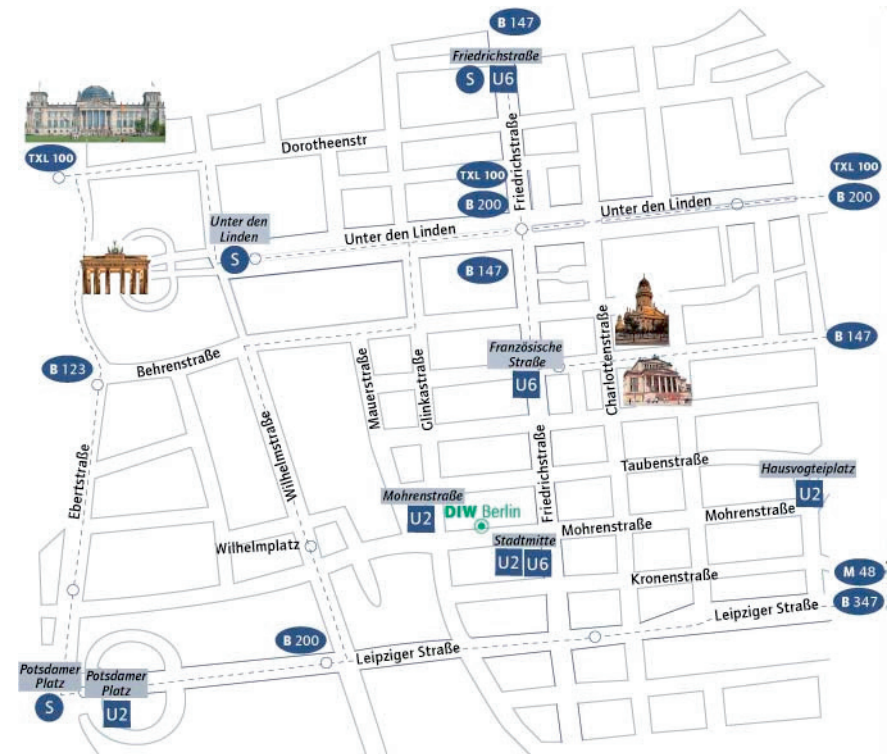 B 147
Friedrichstraße
S
U6
Dorotheenstr
Friedrichstraße
TXL 100
TXL 100
TXL 100
B 200
B 200
Unter den
Linden
S
Unter den Linden
Unter den Linden
B 147
B 147
B 123
Behrenstraße
Mauerstraße
Glinkastraße
Französische
Straße
U6
Charlottenstraße
Ebertstraße
Wilhelmstraße
Friedrichstraße
Taubenstraße
Hausvogteiplatz
U2
Mohrenstraße
U2
DIW Berlin
Mohrenstraße
Mohrenstraße
Wilhelmplatz
Stadtmitte
U2
U6
Kronenstraße
M 48
B 347
Leipziger Straße
B 200
Leipziger Straße
Potsdamer
Platz
S
Potsdamer
Platz
U2